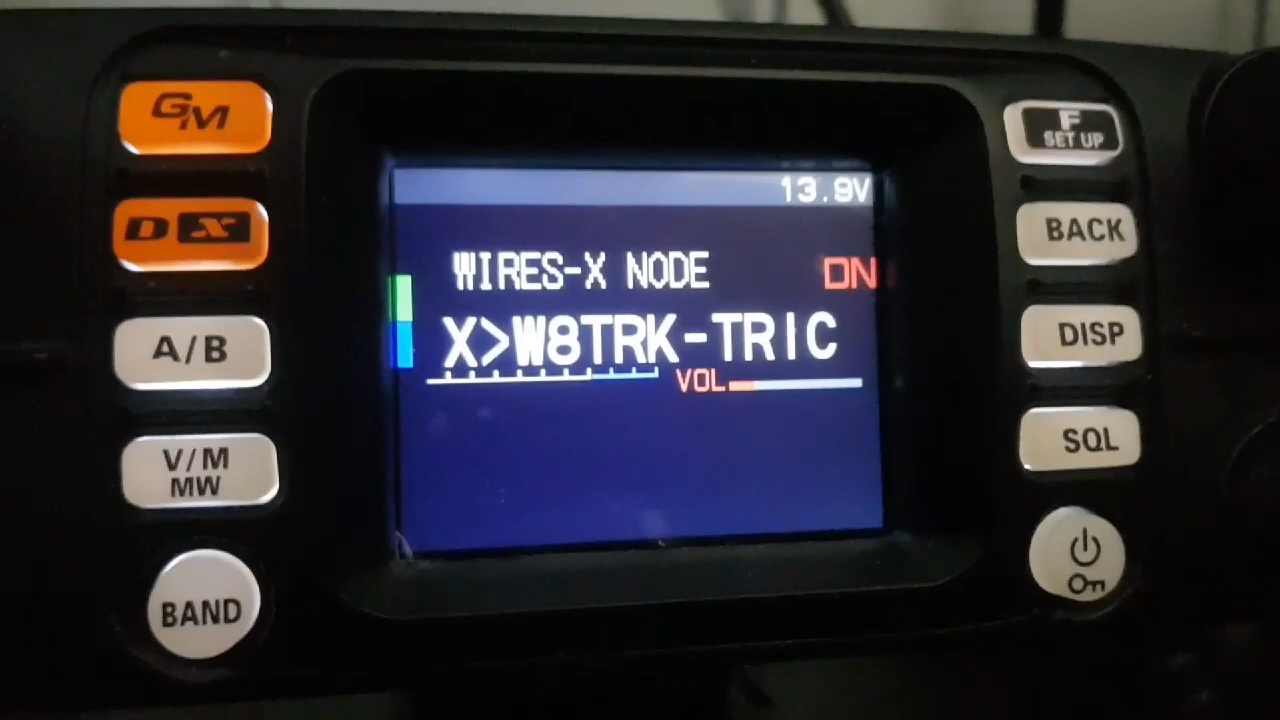 GM
DX
A/B
V/M
MW
BAND
13.9V
WIRES-X NODE DN
X>W8TRK-TRIC
VOL
F
SET UP
BACK
DISP
SQL